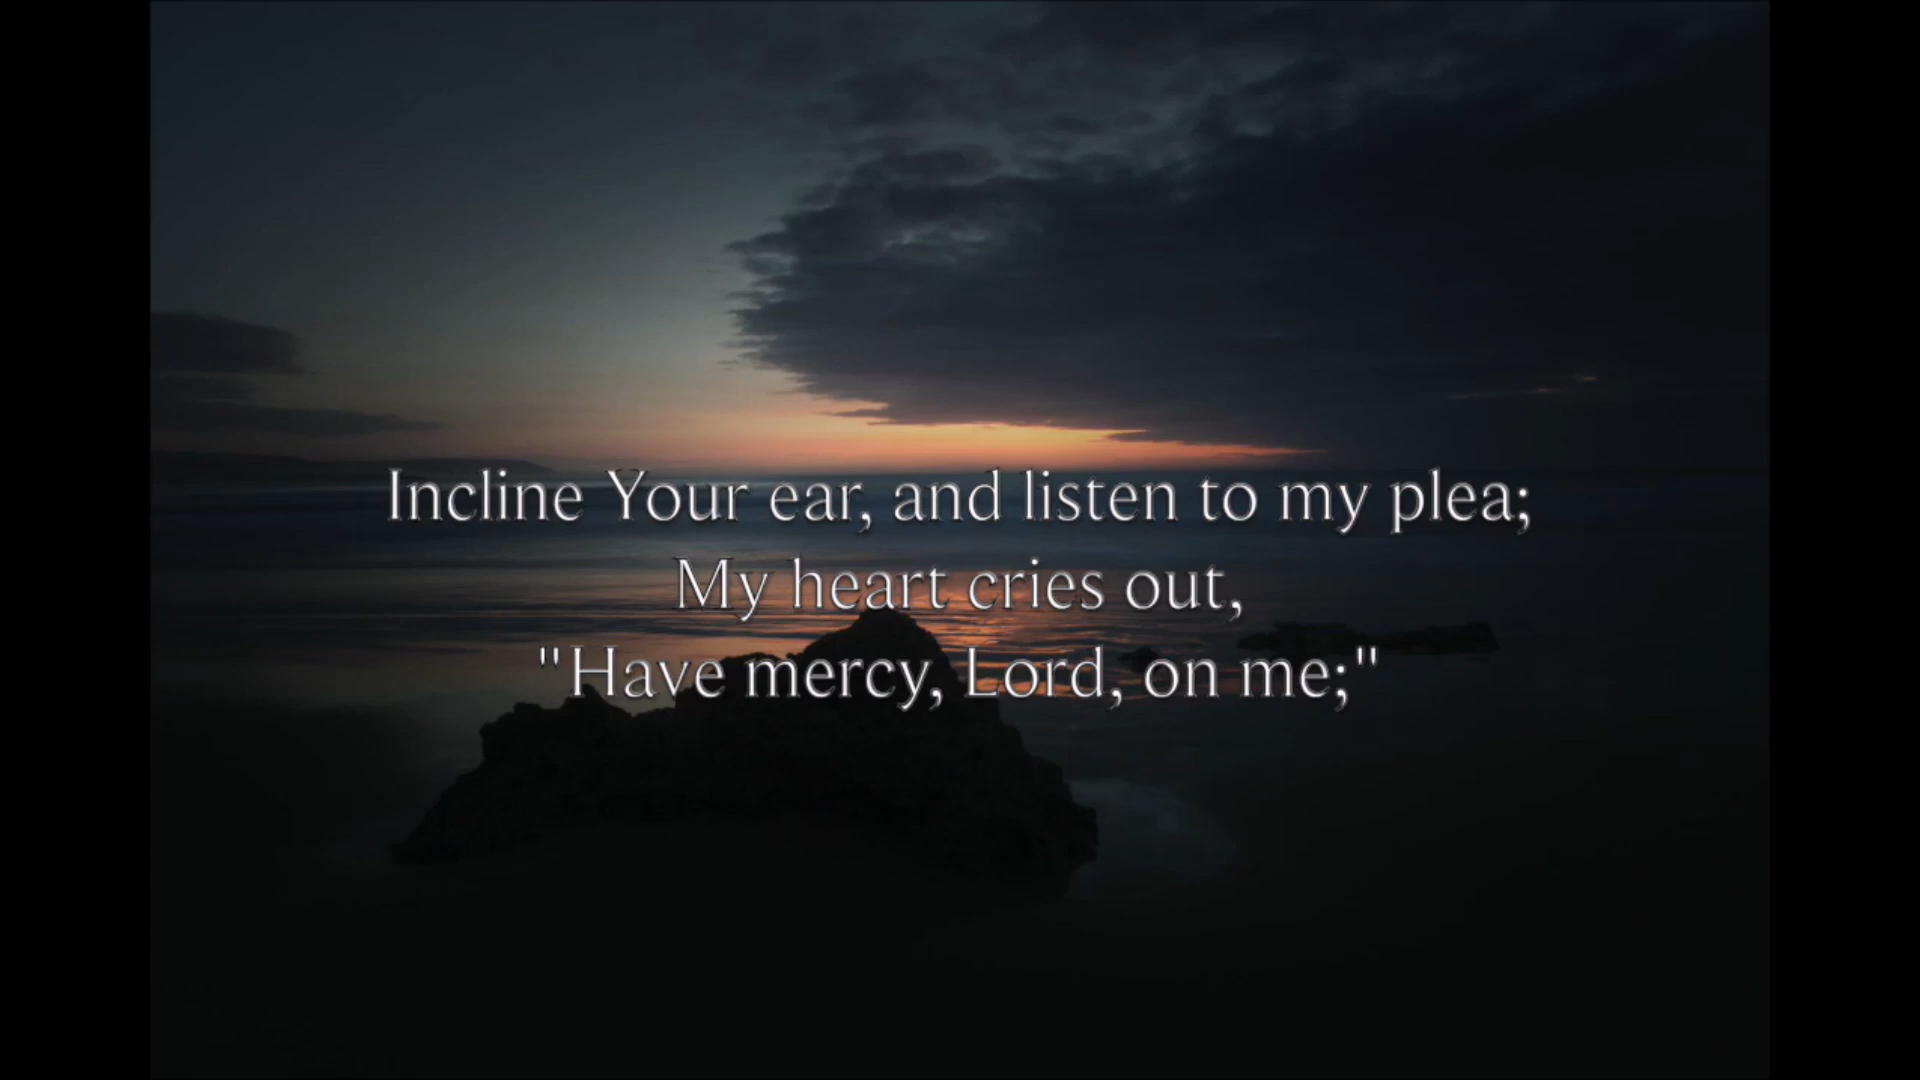 Incline Your ear, and listen to my plea;
My heart cries out,
"Have mercy, Lord, on me;"